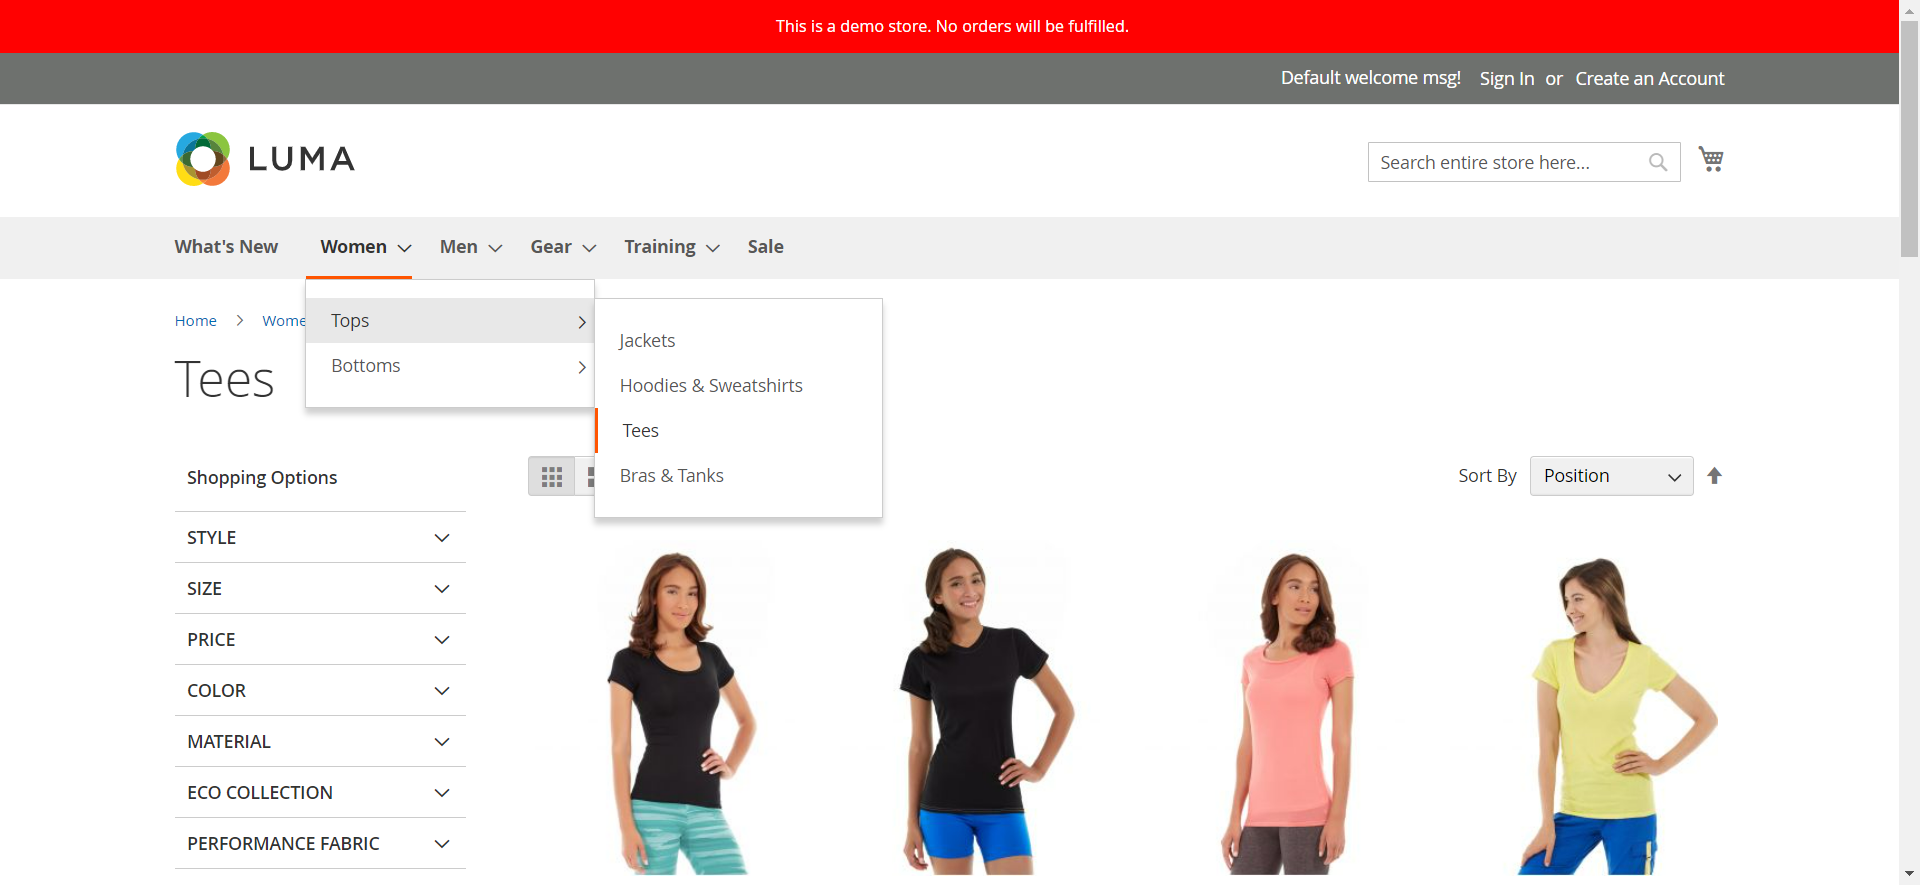 This is a demo store. No orders will be fulfilled.
Default welcome msg! Sign In or Create an Account
LUMA
Search entire store here...
What's New Women Men Gear Training Sale
Home Wome
Tops
Bottoms
Jackets
Hoodies & Sweatshirts
Tees
Bras & Tanks
Tees
Shopping Options
Sort By Position
STYLE
SIZE
PRICE
COLOR
MATERIAL
ECO COLLECTION
PERFORMANCE FABRIC